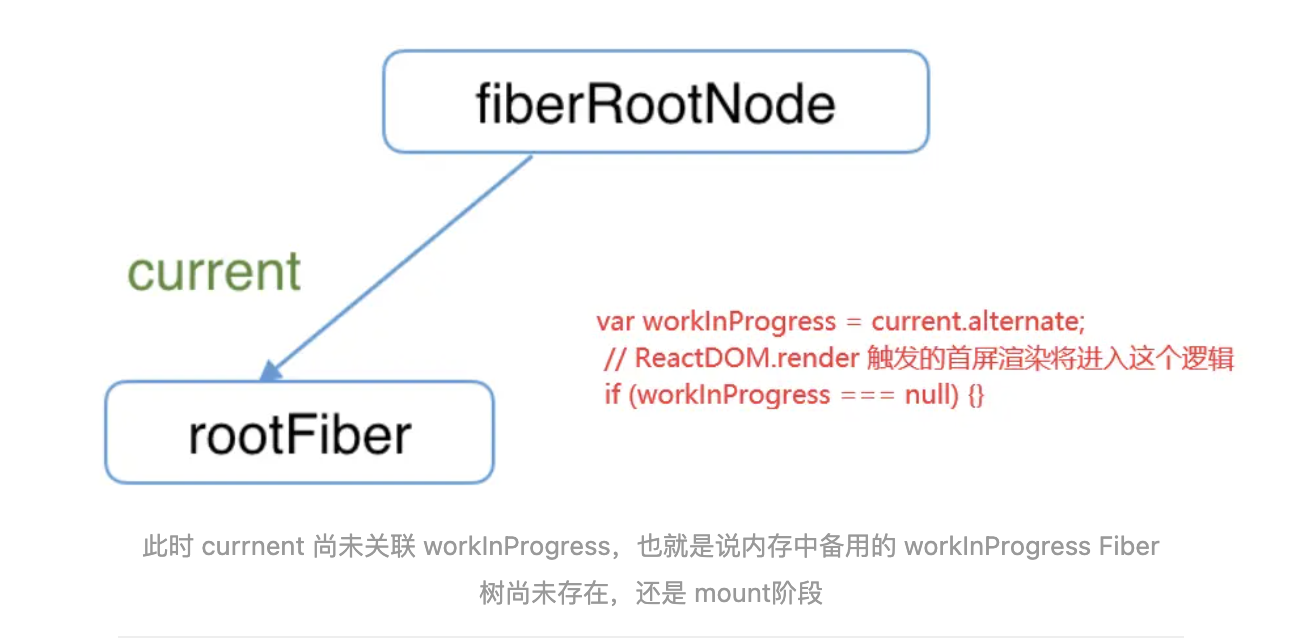 fiberRootNode
current
var workInProgress = current.alternate;
// ReactDOM.render 触发的首屏渲染将进入这个逻辑
if (workInProgress === null) {}
rootFiber
此时 currnent 尚未关联 workInProgress，也就是说内存中备用的 workInProgress Fiber
树尚未存在，还是 mount阶段